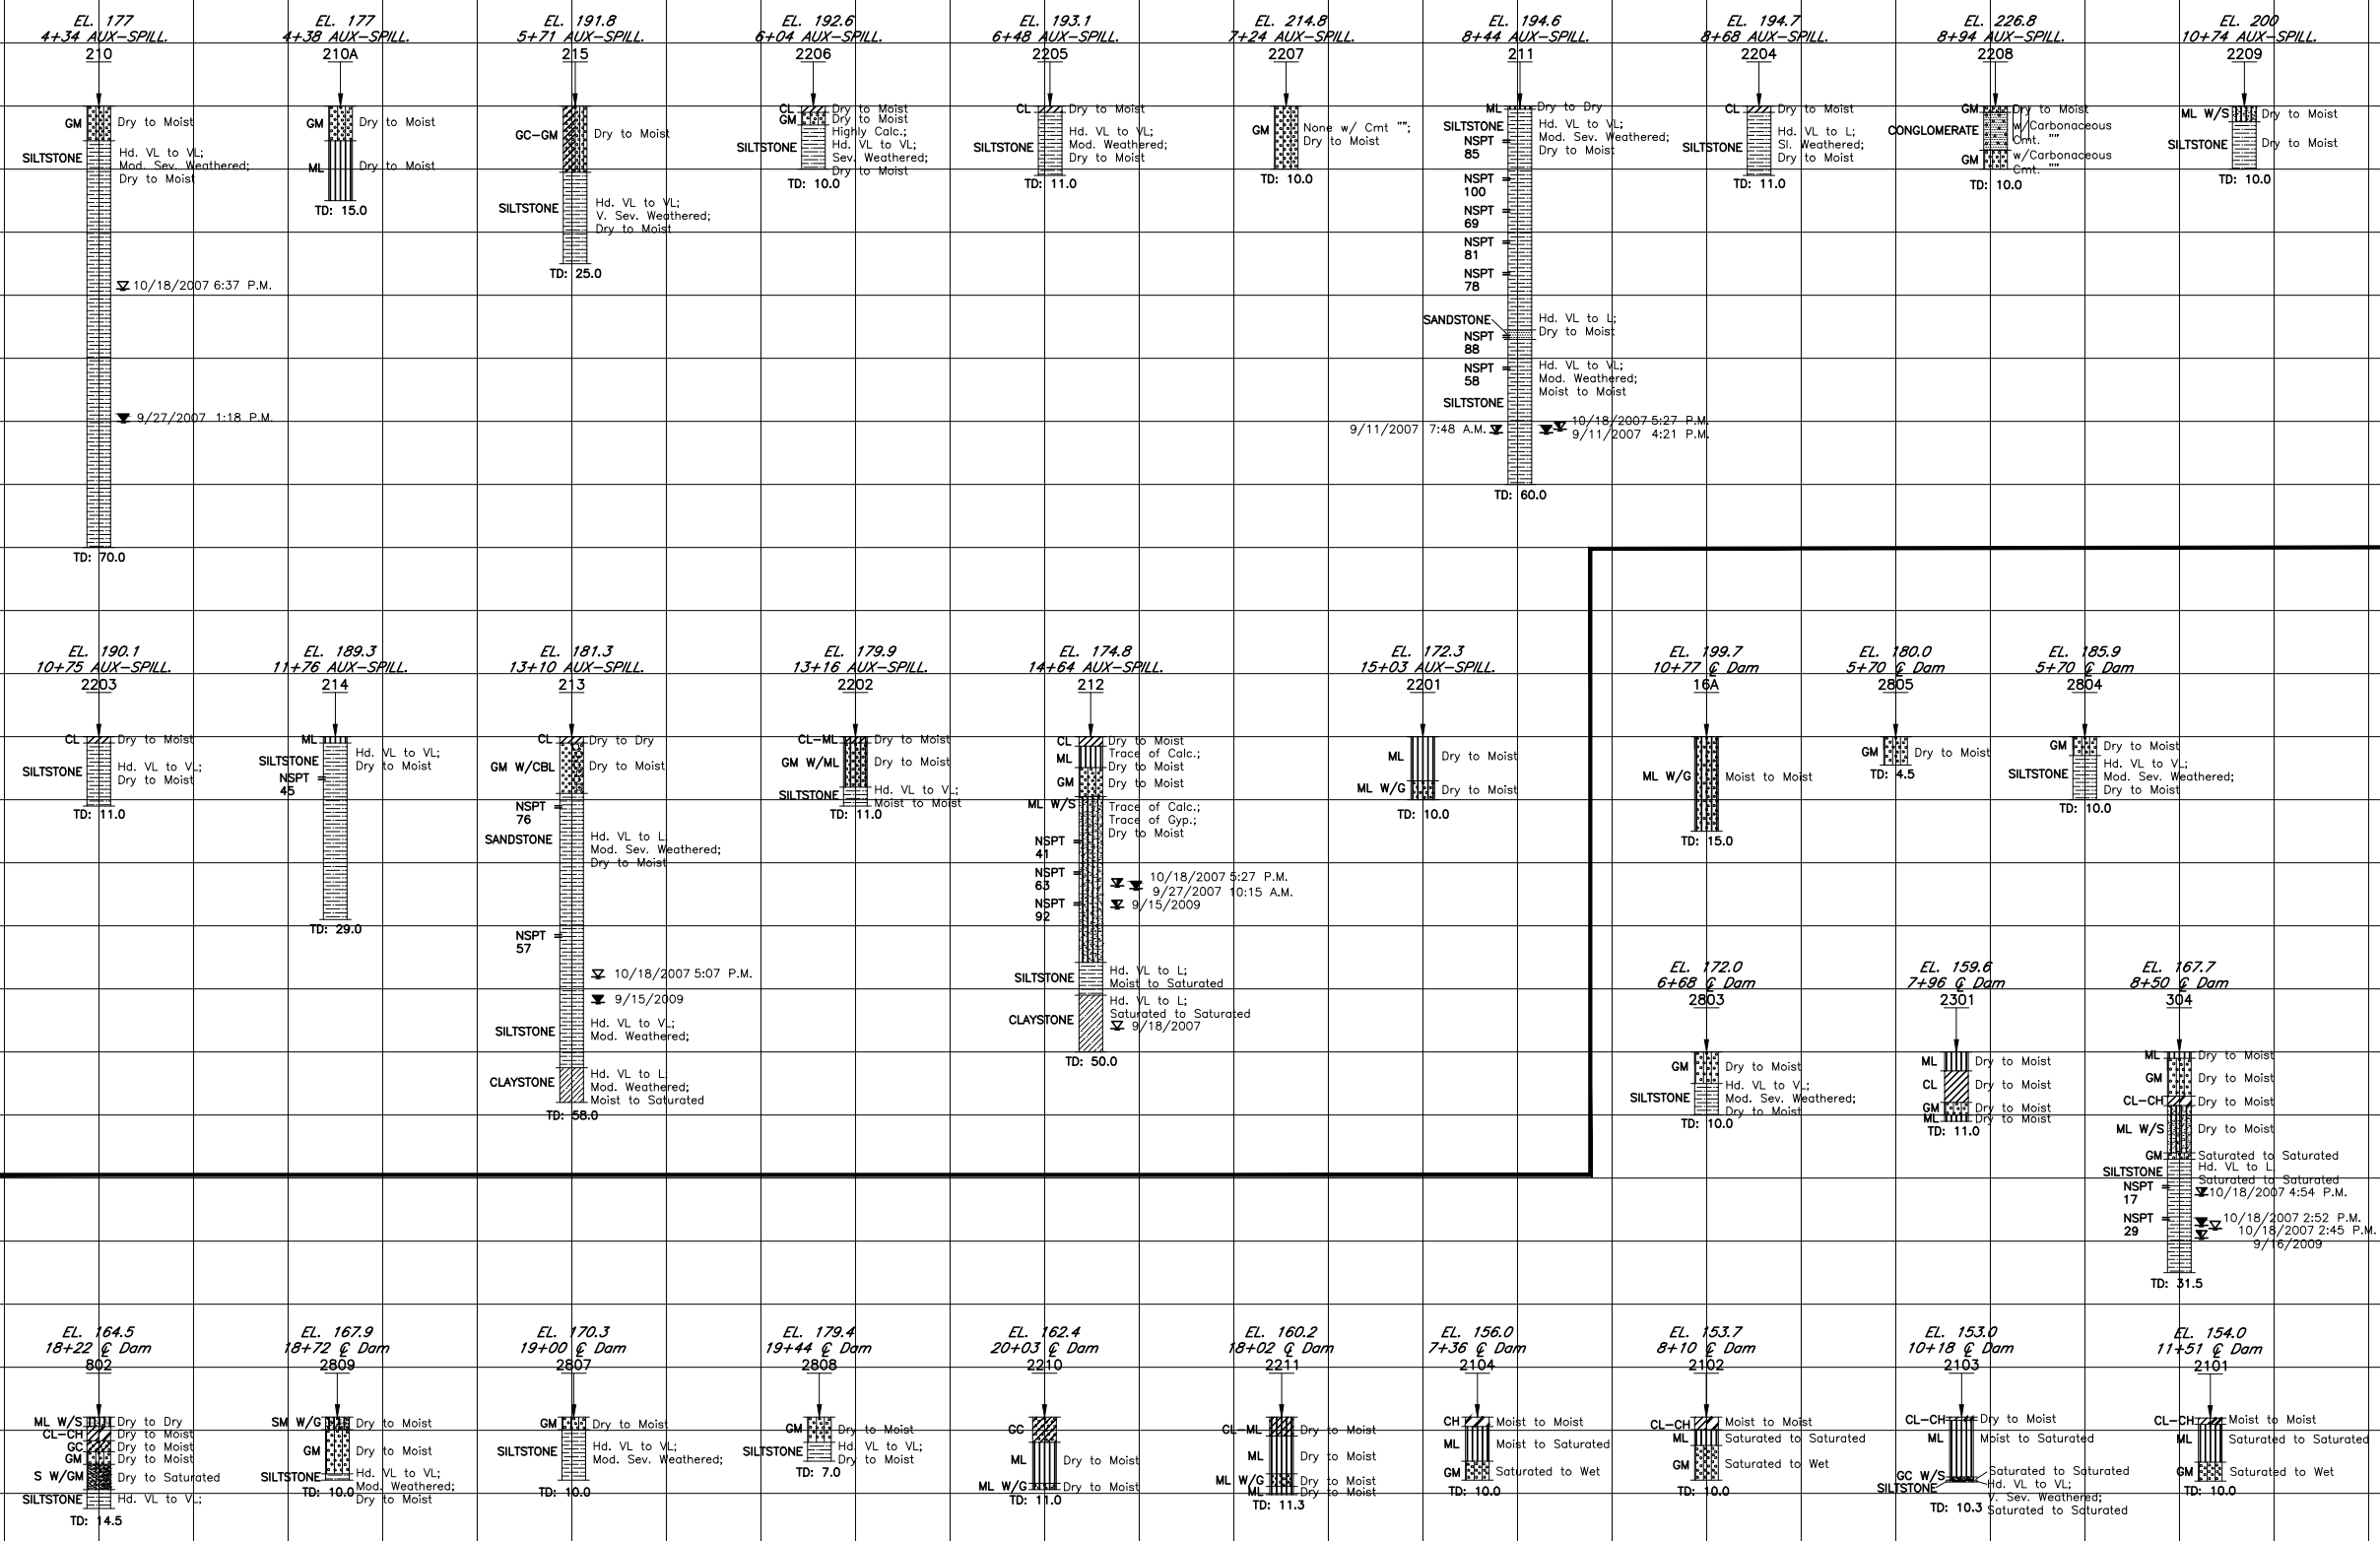 EL. 177
4+34 AUX-SPILL.
210
GM Dry to Moist
SILTSTONE Hd. VL to VL;
Mod. Sev. Weathered;
Dry to Moist
10/18/2007 6:37 P.M.
9/27/2007 1:18 P.M.
TD: 70.0
EL. 177
4+38 AUX-SPILL.
210A
GM Dry to Moist
ML Dry to Moist
TD: 15.0
EL. 191.8
5+71 AUX-SPILL.
215
GC-GM Dry to Moist
SILTSTONE Hd. VL to VL;
V. Sev. Weathered;
Dry to Moist
TD: 25.0
EL. 192.6
6+04 AUX-SPILL.
2206
CL Dry to Moist
GM Dry to Moist
Highly Calc.;
SILTSTONE Hd. VL to VL;
Sev. Weathered;
Dry to Moist
TD: 10.0
EL. 193.1
6+48 AUX-SPILL.
2205
CL Dry to Moist
SILTSTONE Hd. VL to VL;
Mod. Weathered;
Dry to Moist
TD: 11.0
EL. 214.8
7+24 AUX-SPILL.
2207
GM None w/ Cmt "";
Dry to Moist
TD: 10.0
EL. 194.6
8+44 AUX-SPILL.
211
ML Dry to Dry
SILTSTONE Hd. VL to VL;
Mod. Sev. Weathered;
Dry to Moist
NSPT
85
NSPT
100
NSPT
69
NSPT
81
NSPT
78
SANDSTONE Hd. VL to L;
Dry to Moist
NSPT
88
NSPT
58
Hd. VL to VL;
Mod. Weathered;
Moist to Moist
SILTSTONE
9/11/2007 7:48 A.M.
10/18/2007 5:27 P.M.
9/11/2007 4:21 P.M.
TD: 60.0
EL. 194.7
8+68 AUX-SPILL.
2204
CL Dry to Moist
SILTSTONE Hd. VL to L;
Sl. Weathered;
Dry to Moist
TD: 11.0
EL. 226.8
8+94 AUX-SPILL.
2208
GM Dry to Moist
CONGLOMERATE w/Carbonaceous
Cmt. ""
GM w/Carbonaceous
Cmt. ""
TD: 10.0
EL. 200
10+74 AUX-SPILL.
2209
ML W/S Dry to Moist
SILTSTONE Dry to Moist
TD: 10.0
EL. 190.1
10+75 AUX-SPILL.
2203
CL Dry to Moist
SILTSTONE Hd. VL to VL;
Dry to Moist
TD: 11.0
EL. 189.3
11+76 AUX-SPILL.
214
ML
SILTSTONE Hd. VL to VL;
Dry to Moist
NSPT
45
TD: 29.0
EL. 181.3
13+10 AUX-SPILL.
213
CL Dry to Dry
GM W/CBL Dry to Moist
NSPT
76
SANDSTONE Hd. VL to L
Mod. Sev. Weathered;
Dry to Moist
NSPT
57
10/18/2007 5:07 P.M.
9/15/2009
SILTSTONE Hd. VL to VL;
Mod. Weathered;
CLAYSTONE Hd. VL to L
Mod. Weathered;
Moist to Saturated
TD: 58.0
EL. 179.9
13+16 AUX-SPILL.
2202
CL-ML Dry to Moist
GM W/ML Dry to Moist
SILTSTONE Hd. VL to VL;
Moist to Moist
TD: 11.0
EL. 174.8
14+64 AUX-SPILL.
212
CL Dry to Moist
ML Trace of Calc.;
Dry to Moist
GM Dry to Moist
ML W/S Trace of Calc.;
Trace of Gyp.;
Dry to Moist
NSPT
41
NSPT
63
NSPT
92
10/18/2007 5:27 P.M.
9/27/2007 10:15 A.M.
9/15/2009
SILTSTONE Hd. VL to L;
Moist to Saturated
CLAYSTONE Hd. VL to L;
Saturated to Saturated
9/18/2007
TD: 50.0
EL. 172.3
15+03 AUX-SPILL.
2201
ML Dry to Moist
ML W/G Dry to Moist
TD: 10.0
EL. 199.7
10+77 ℄ Dam
16A
ML W/G Moist to Moist
TD: 15.0
EL. 180.0
5+70 ℄ Dam
2805
GM Dry to Moist
TD: 4.5
EL. 185.9
5+70 ℄ Dam
2804
GM Dry to Moist
SILTSTONE Hd. VL to VL;
Mod. Sev. Weathered;
Dry to Moist
TD: 10.0
EL. 172.0
6+68 ℄ Dam
2803
GM Dry to Moist
SILTSTONE Hd. VL to VL;
Mod. Sev. Weathered;
Dry to Moist
TD: 10.0
EL. 159.6
7+96 ℄ Dam
2301
ML Dry to Moist
CL Dry to Moist
GM Dry to Moist
ML Dry to Moist
TD: 11.0
EL. 167.7
8+50 ℄ Dam
304
ML Dry to Moist
GM Dry to Moist
CL-CH Dry to Moist
ML W/S Dry to Moist
GM Saturated to Saturated
SILTSTONE Hd. VL to L
Saturated to Saturated
NSPT
17
10/18/2007 4:54 P.M.
NSPT
29
10/18/2007 2:52 P.M.
10/18/2007 2:45 P.M.
9/16/2009
TD: 31.5
EL. 164.5
18+22 ℄ Dam
802
ML W/S Dry to Dry
CL-CH Dry to Moist
GC Dry to Moist
GM Dry to Moist
S W/GM Dry to Saturated
SILTSTONE Hd. VL to VL;
TD: 14.5
EL. 167.9
18+72 ℄ Dam
2809
SM W/G Dry to Moist
GM Dry to Moist
SILTSTONE Hd. VL to VL;
Mod. Weathered;
Dry to Moist
TD: 10.0
EL. 170.3
19+00 ℄ Dam
2807
GM Dry to Moist
SILTSTONE Hd. VL to VL;
Mod. Sev. Weathered;
TD: 10.0
EL. 179.4
19+44 ℄ Dam
2808
GM Dry to Moist
SILTSTONE Hd. VL to VL;
Dry to Moist
TD: 7.0
EL. 162.4
20+03 ℄ Dam
2210
GC
ML Dry to Moist
ML W/G Dry to Moist
TD: 11.0
EL. 160.2
18+02 ℄ Dam
2211
CL-ML Dry to Moist
ML Dry to Moist
ML W/G Dry to Moist
ML Dry to Moist
TD: 11.3
EL. 156.0
7+36 ℄ Dam
2104
CH Moist to Moist
ML Moist to Saturated
GM Saturated to Wet
TD: 10.0
EL. 153.7
8+10 ℄ Dam
2102
CL-CH Moist to Moist
ML Saturated to Saturated
GM Saturated to Wet
TD: 10.0
EL. 153.0
10+18 ℄ Dam
2103
CL-CH Dry to Moist
ML Moist to Saturated
GC W/S Saturated to Saturated
SILTSTONE Hd. VL to VL;
V. Sev. Weathered;
Saturated to Saturated
TD: 10.3
EL. 154.0
11+51 ℄ Dam
2101
CL-CH Moist to Moist
ML Saturated to Saturated
GM Saturated to Wet
TD: 10.0